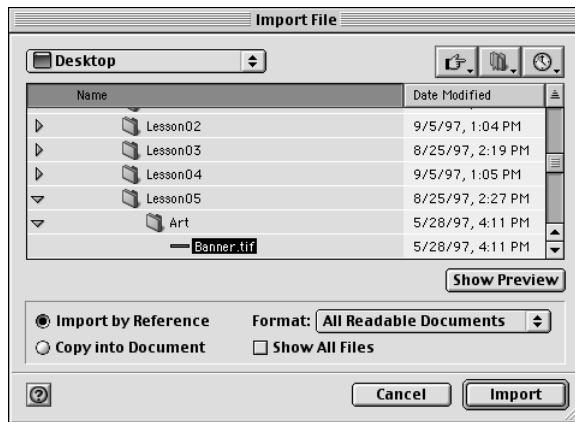 Import File
Desktop
Name Date Modified
Lesson02 9/5/97, 1:04 PM
Lesson03 8/25/97, 2:19 PM
Lesson04 9/5/97, 1:05 PM
Lesson05 8/25/97, 2:27 PM
Art 5/28/97, 4:11 PM
Banner.tif 5/28/97, 4:11 PM
Show Preview
Import by Reference Format: All Readable Documents
Copy into Document Show All Files
? Cancel Import